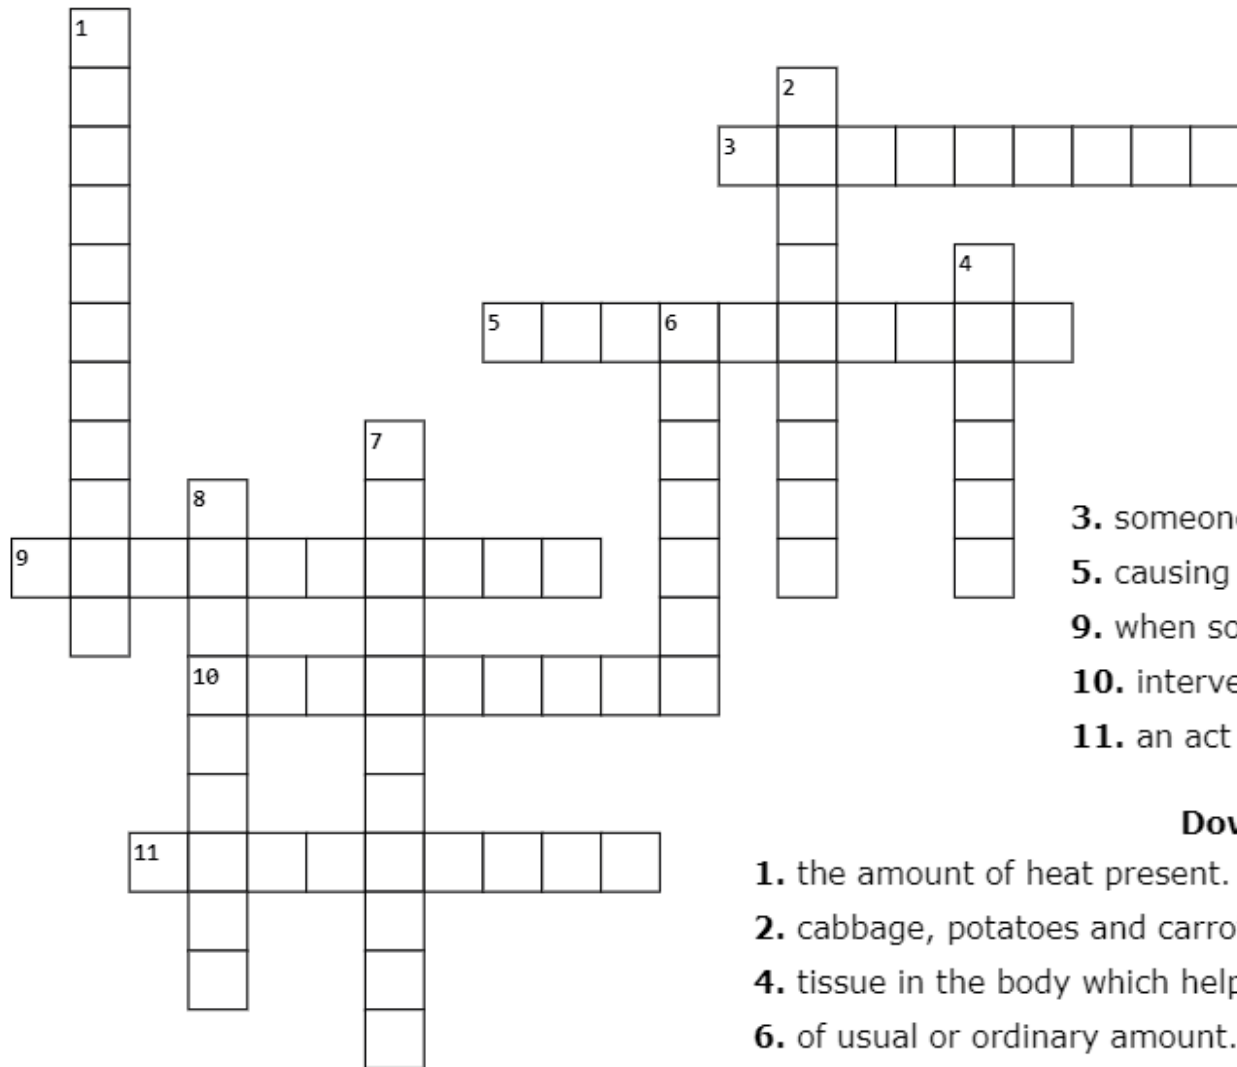 1
2
3
4
5
6
7
8
9
10
11
3. someone
5. causing
9. when so
10. interve
11. an act
Dov
1. the amount of heat present.
2. cabbage, potatoes and carro
4. tissue in the body which help
6. of usual or ordinary amount.